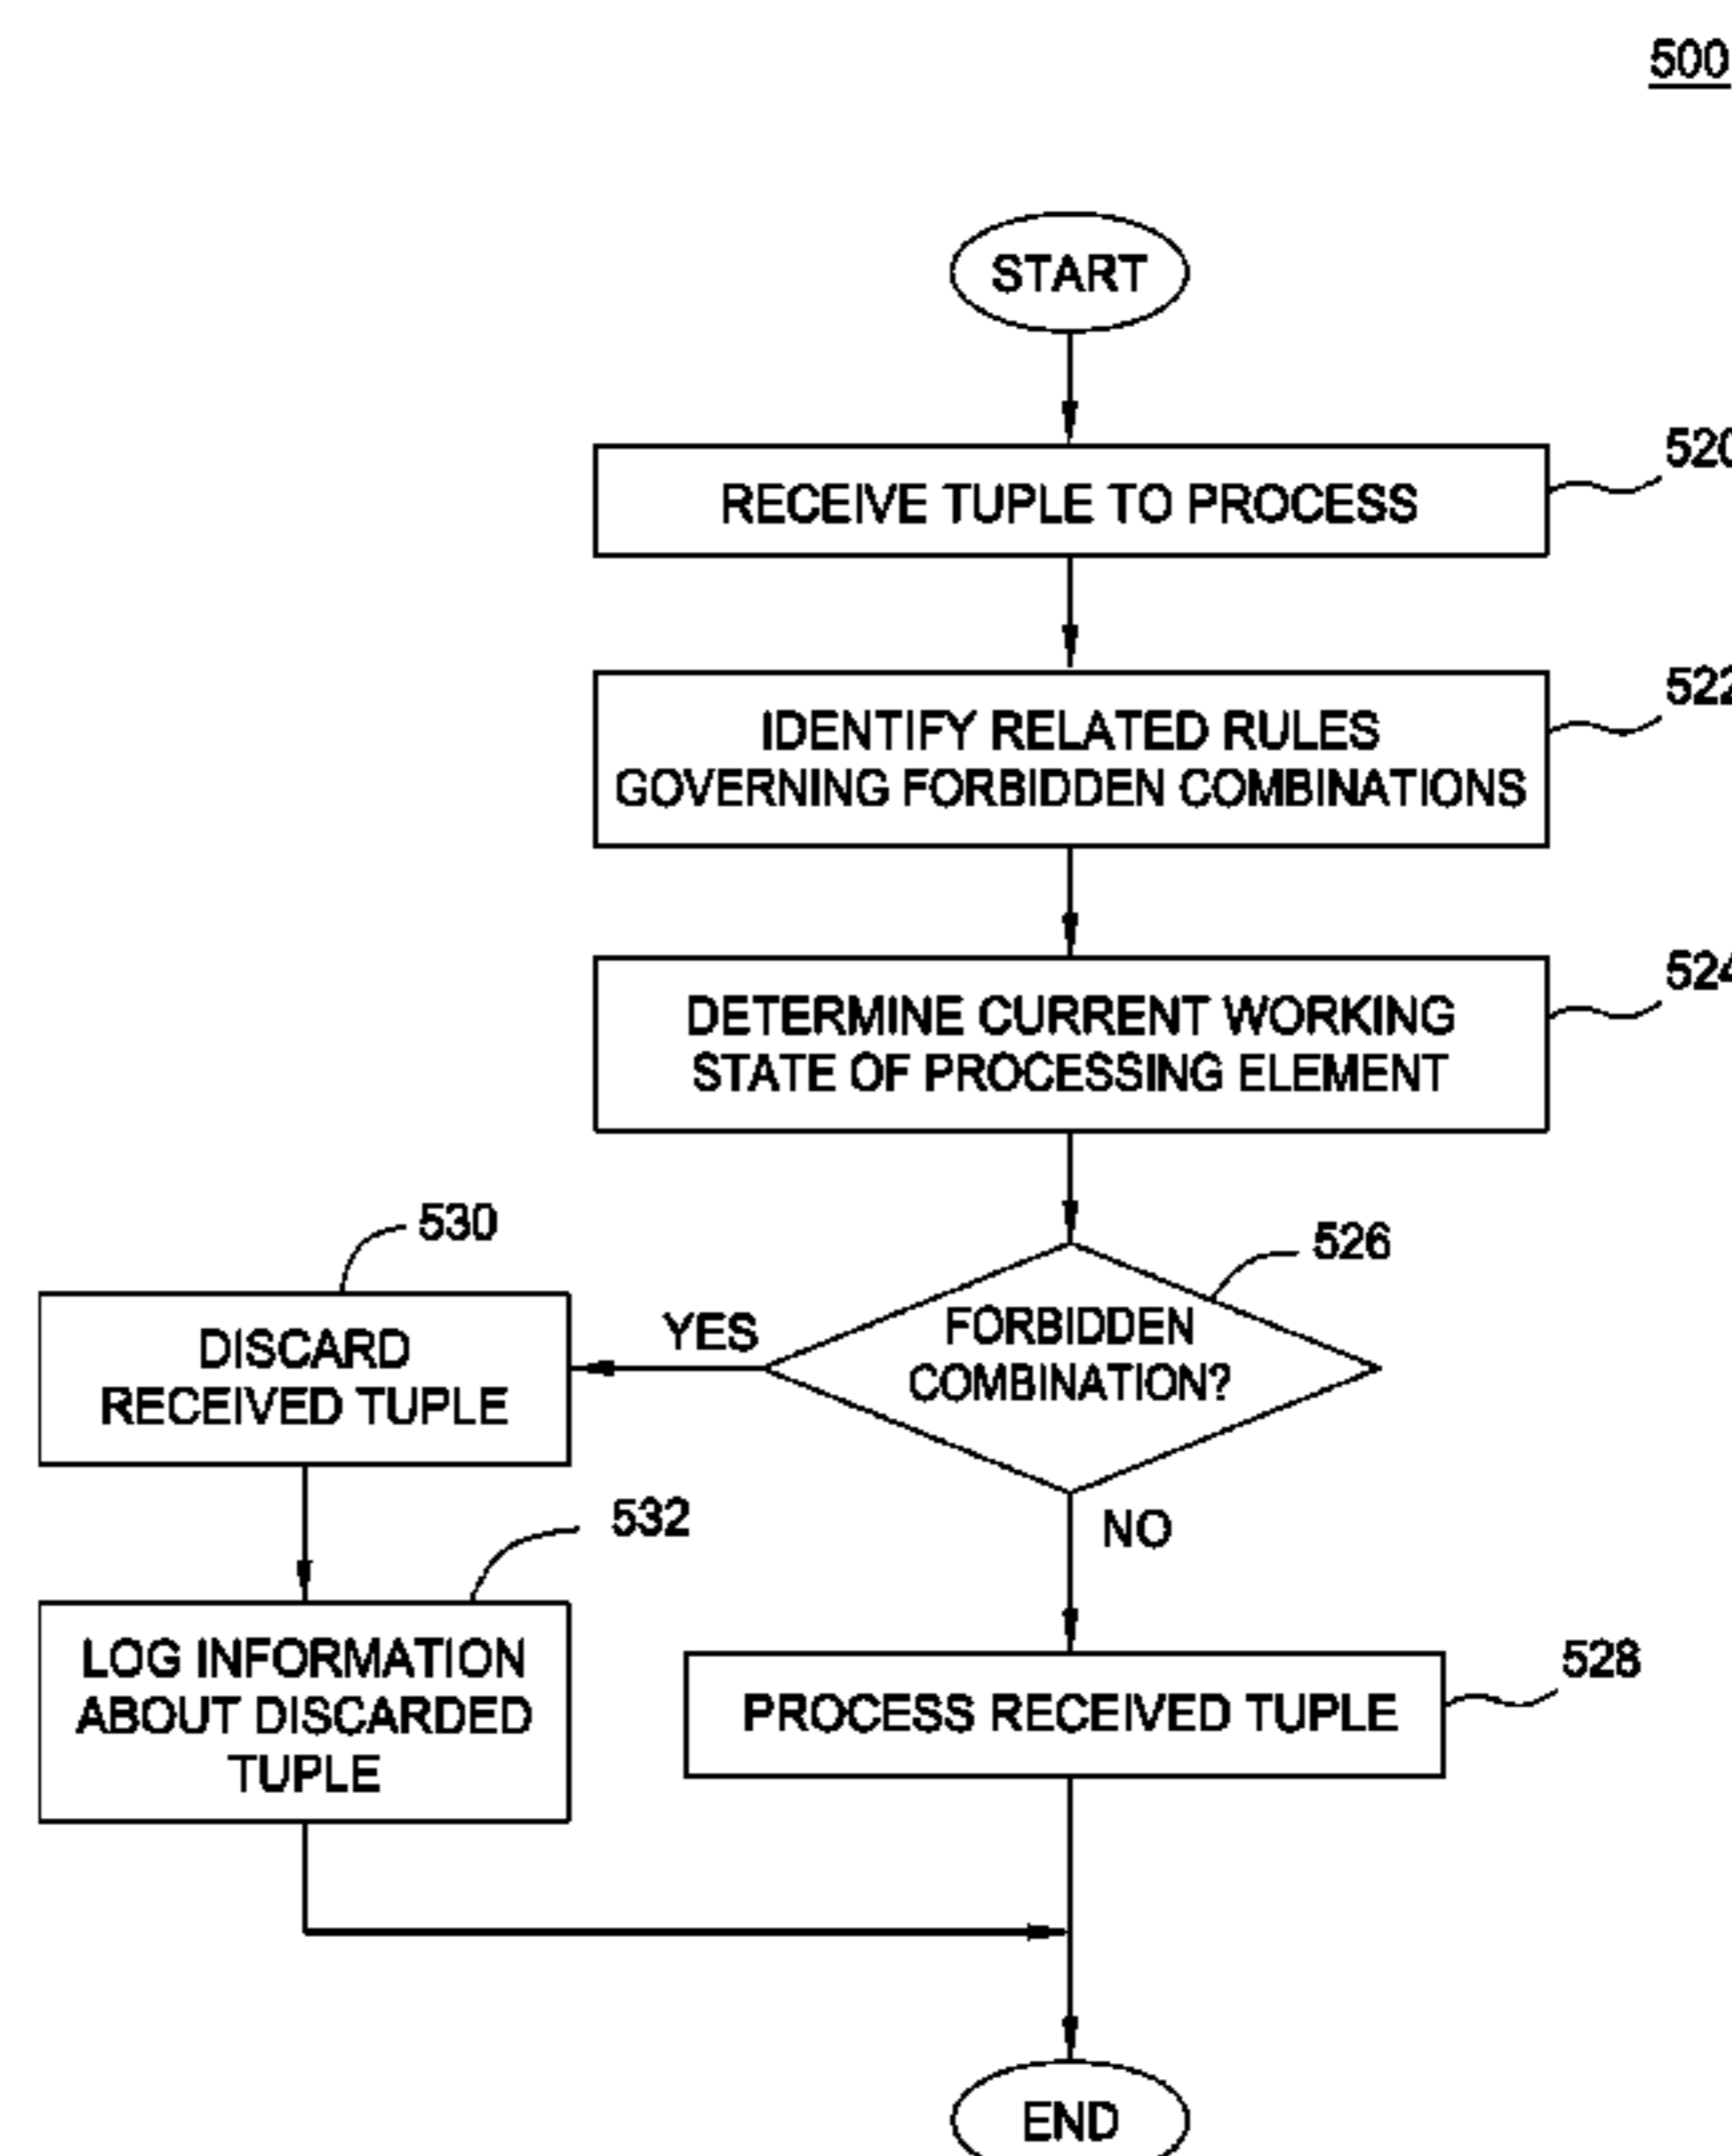 500
START
RECEIVE TUPLE TO PROCESS
520
IDENTIFY RELATED RULES
GOVERNING FORBIDDEN COMBINATIONS
522
DETERMINE CURRENT WORKING
STATE OF PROCESSING ELEMENT
524
530
526
DISCARD
RECEIVED TUPLE
YES
FORBIDDEN
COMBINATION?
532
NO
LOG INFORMATION
ABOUT DISCARDED
TUPLE
PROCESS RECEIVED TUPLE
528
END